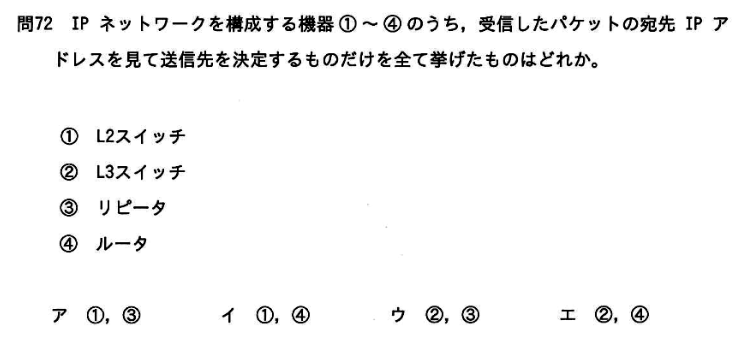 問72 IP ネットワークを構成する機器①～④のうち，受信したパケットの宛先 IP ア
ドレスを見て送信先を決定するものだけを全て挙げたものはどれか。
① L2スイッチ
② L3スイッチ
③ リピータ
④ ルータ
ア ①，③ イ ①，④ ウ ②，③ エ ②，④